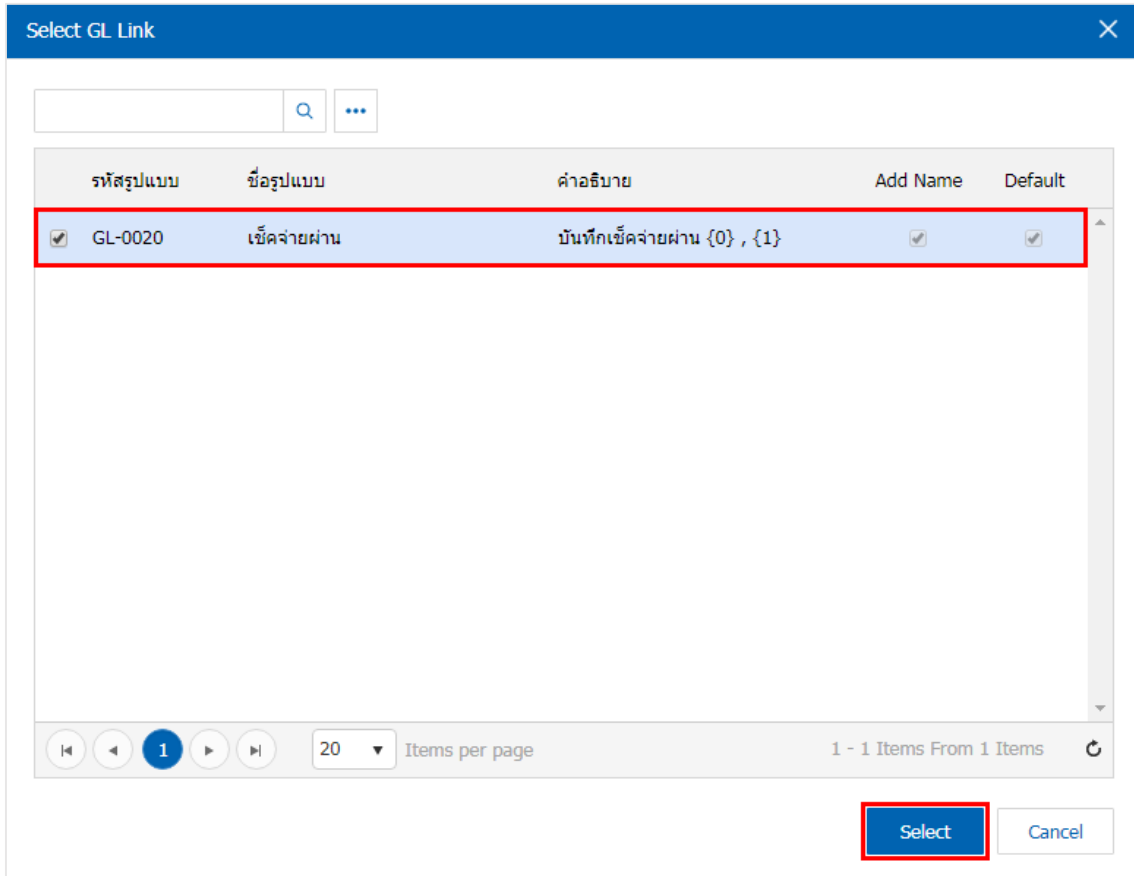 Select GL Link
รหัสรูปแบบ ชื่อรูปแบบ คำอธิบาย Add Name Default
GL-0020 เช็คจ่ายผ่าน บันทึกเช็คจ่ายผ่าน {0} , {1}
1 20 Items per page 1 - 1 Items From 1 Items
Select Cancel